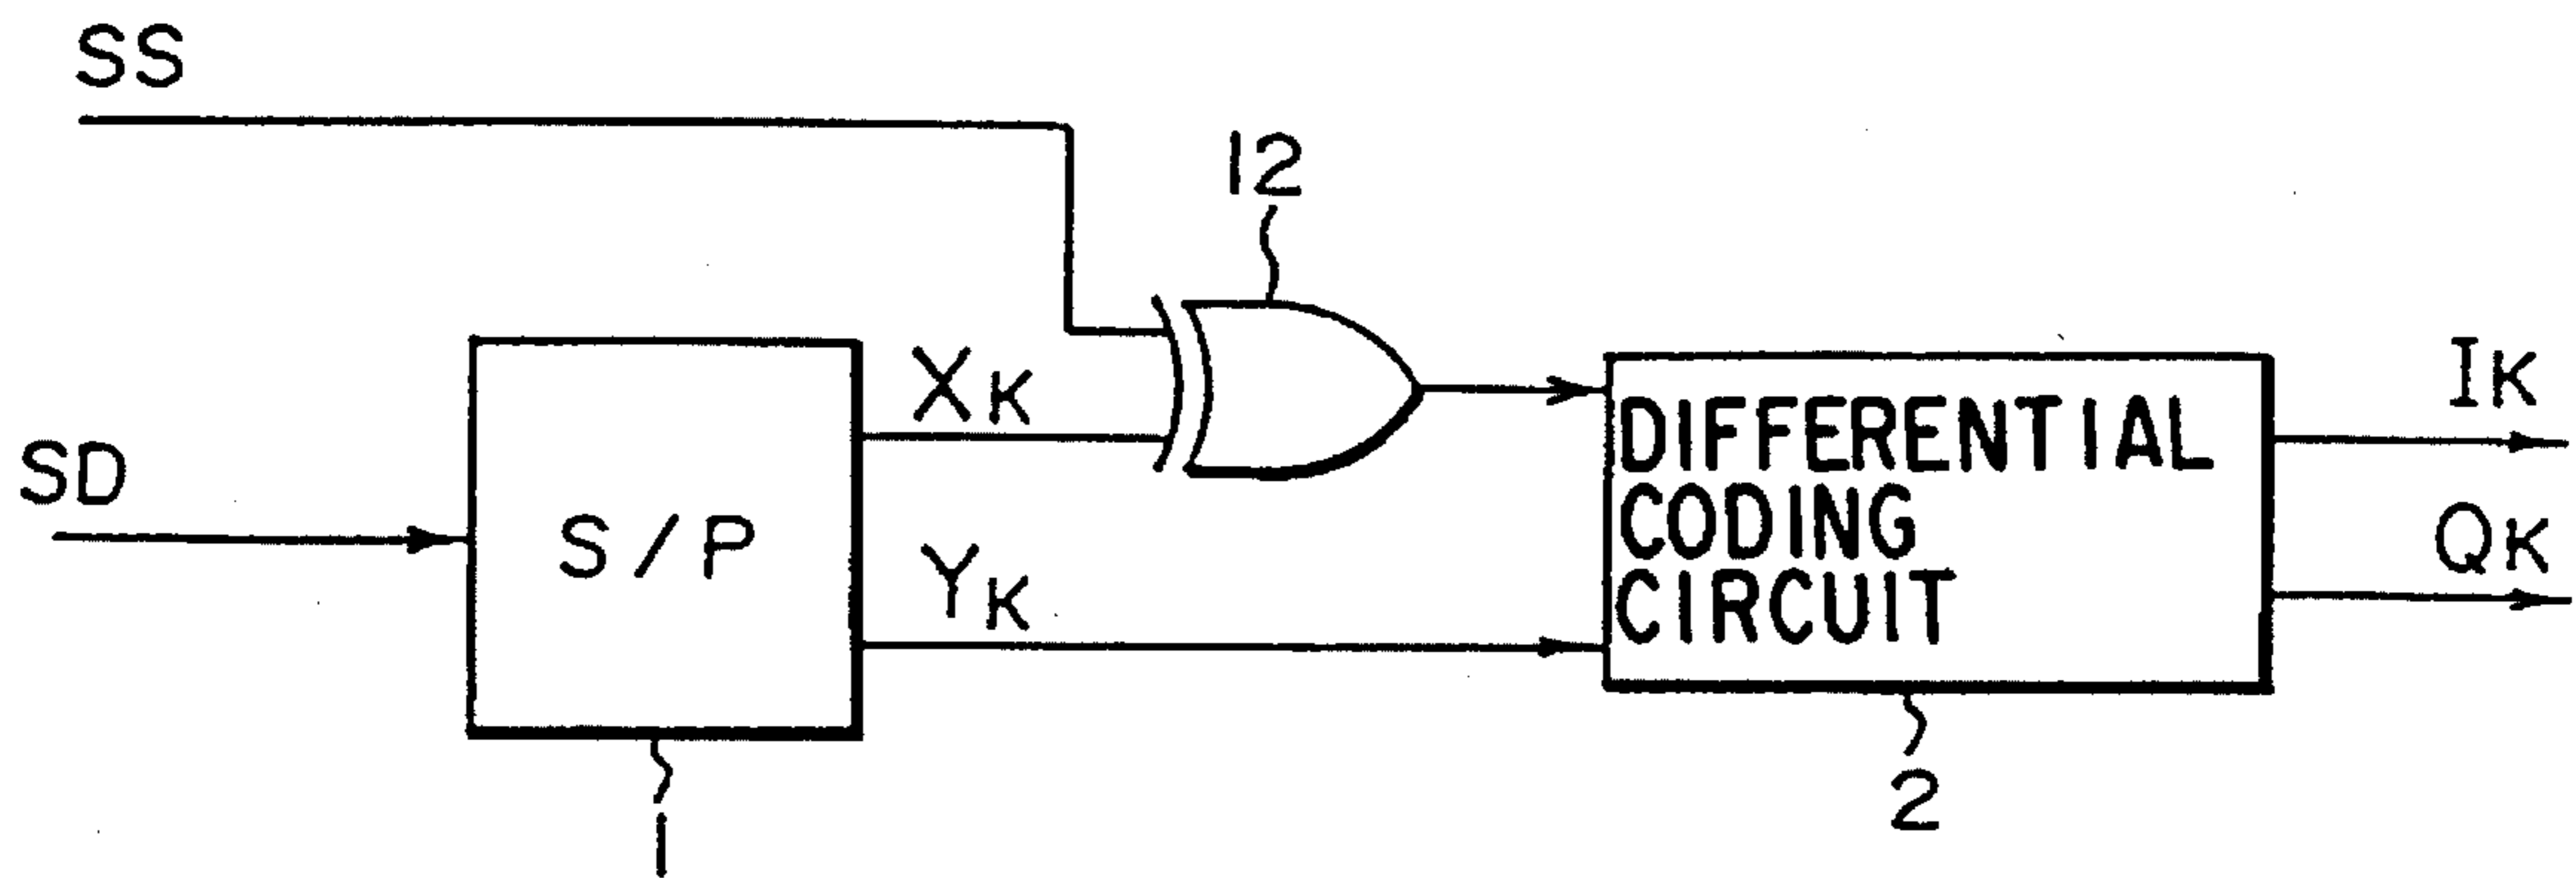 SS
12
XK
IK
SD
S/P
DIFFERENTIAL
CODING
CIRCUIT
QK
YK
2
1